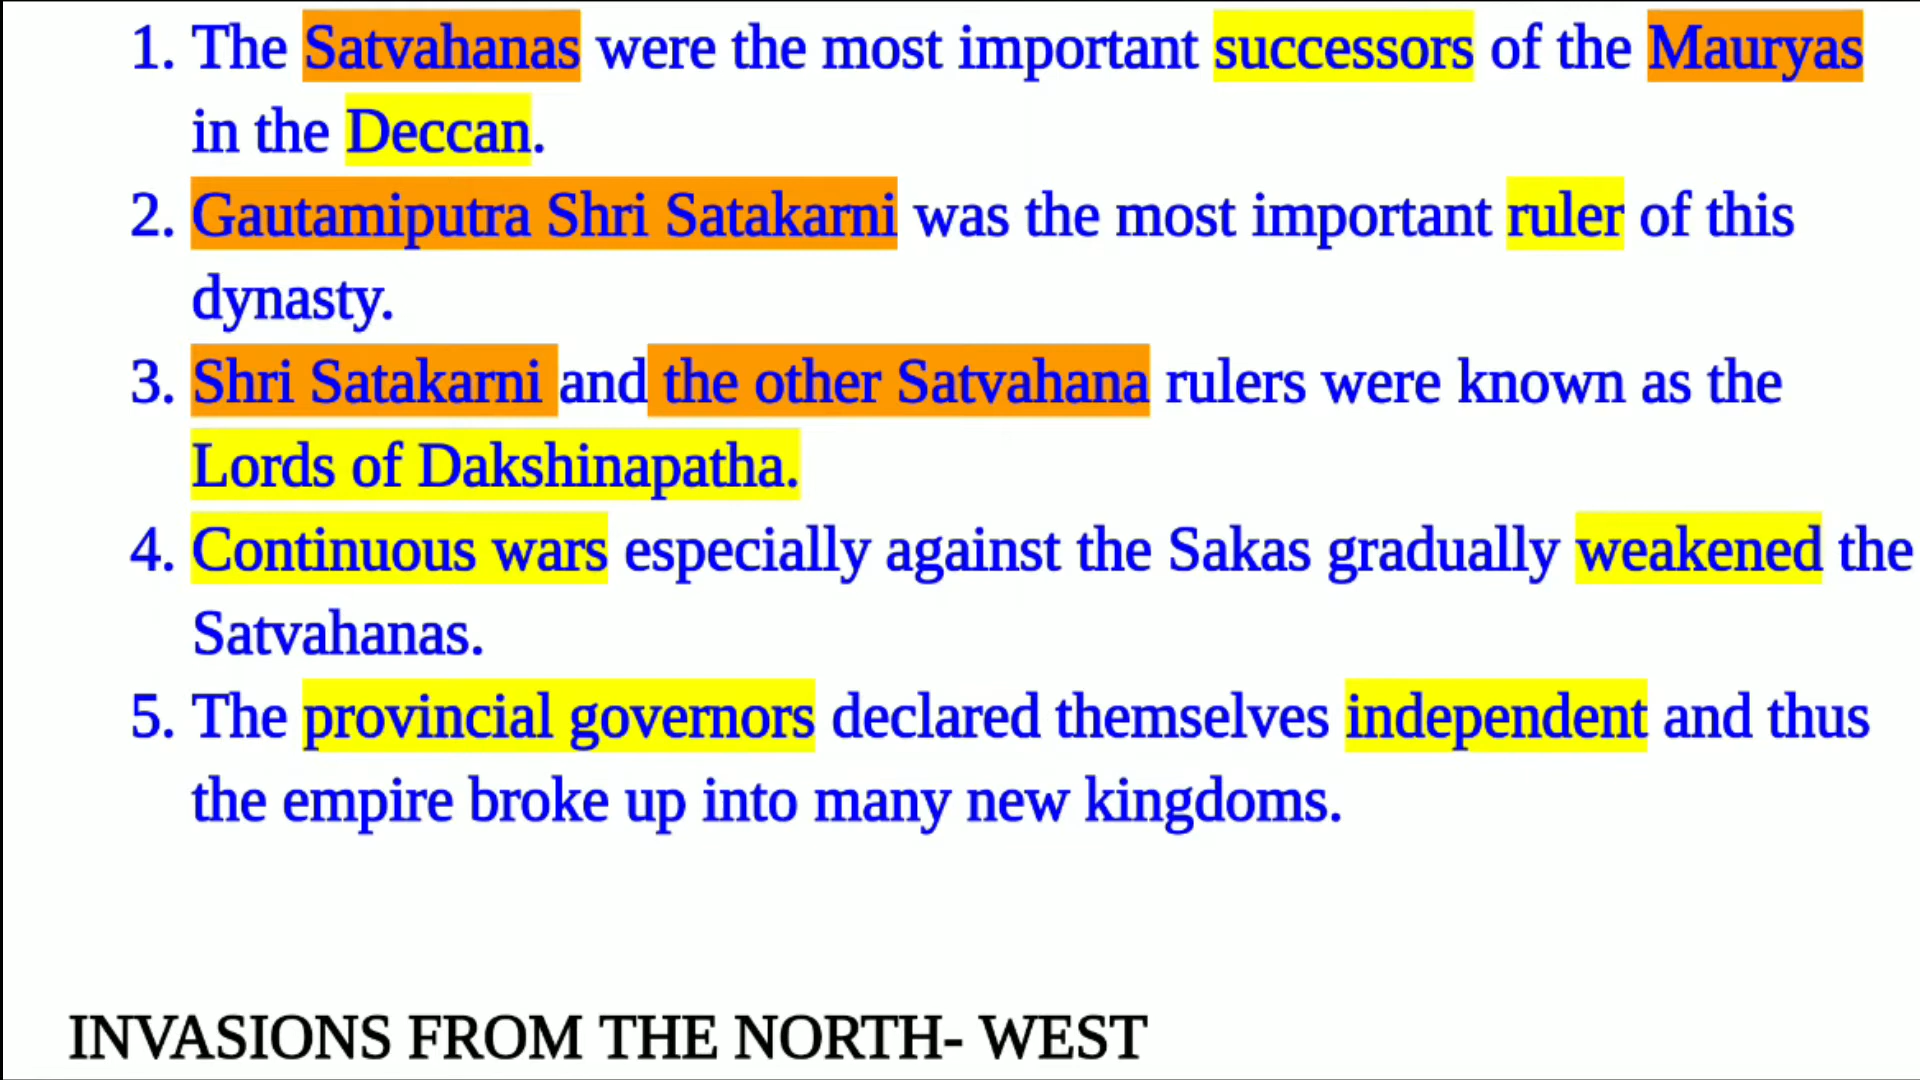 1. The Satvahanas were the most important successors of the Mauryas
in the Deccan.
2. Gautamiputra Shri Satakarni was the most important ruler of this
dynasty.
3. Shri Satakarni and the other Satvahana rulers were known as the
Lords of Dakshinapatha.
4. Continuous wars especially against the Sakas gradually weakened the
Satvahanas.
5. The provincial governors declared themselves independent and thus
the empire broke up into many new kingdoms.
INVASIONS FROM THE NORTH- WEST